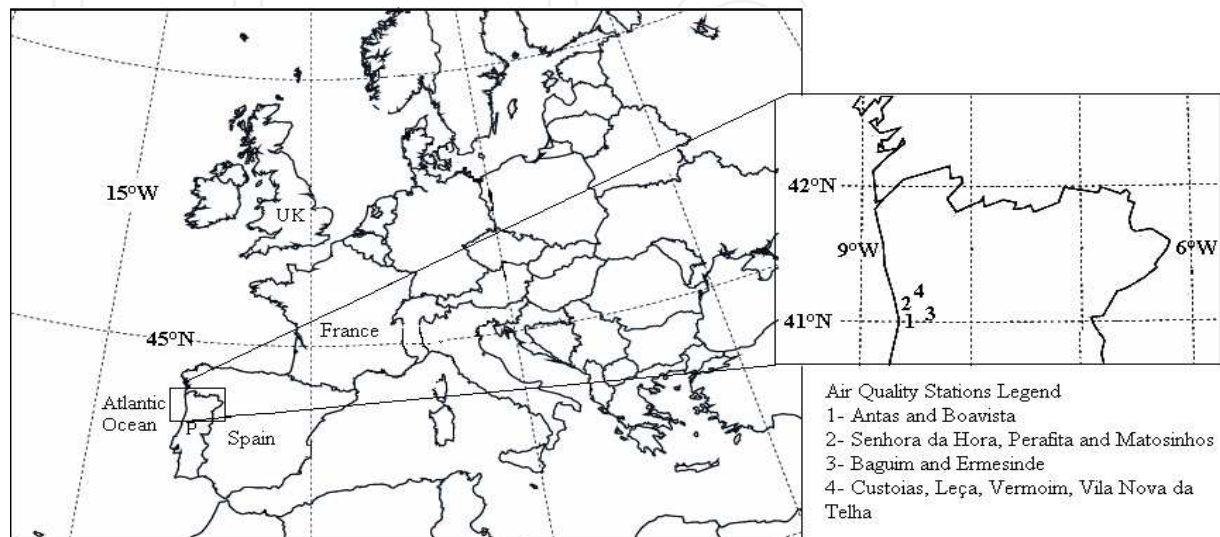 15°W
UK
45°N
France
Atlantic
Ocean
P
Spain
42°N
9°W
6°W
2 4
3
41°N
1
Air Quality Stations Legend
1- Antas and Boavista
2- Senhora da Hora, Perafita and Matosinhos
3- Baguim and Ermesinde
4- Custoias, Leça, Vermoim, Vila Nova da
Telha